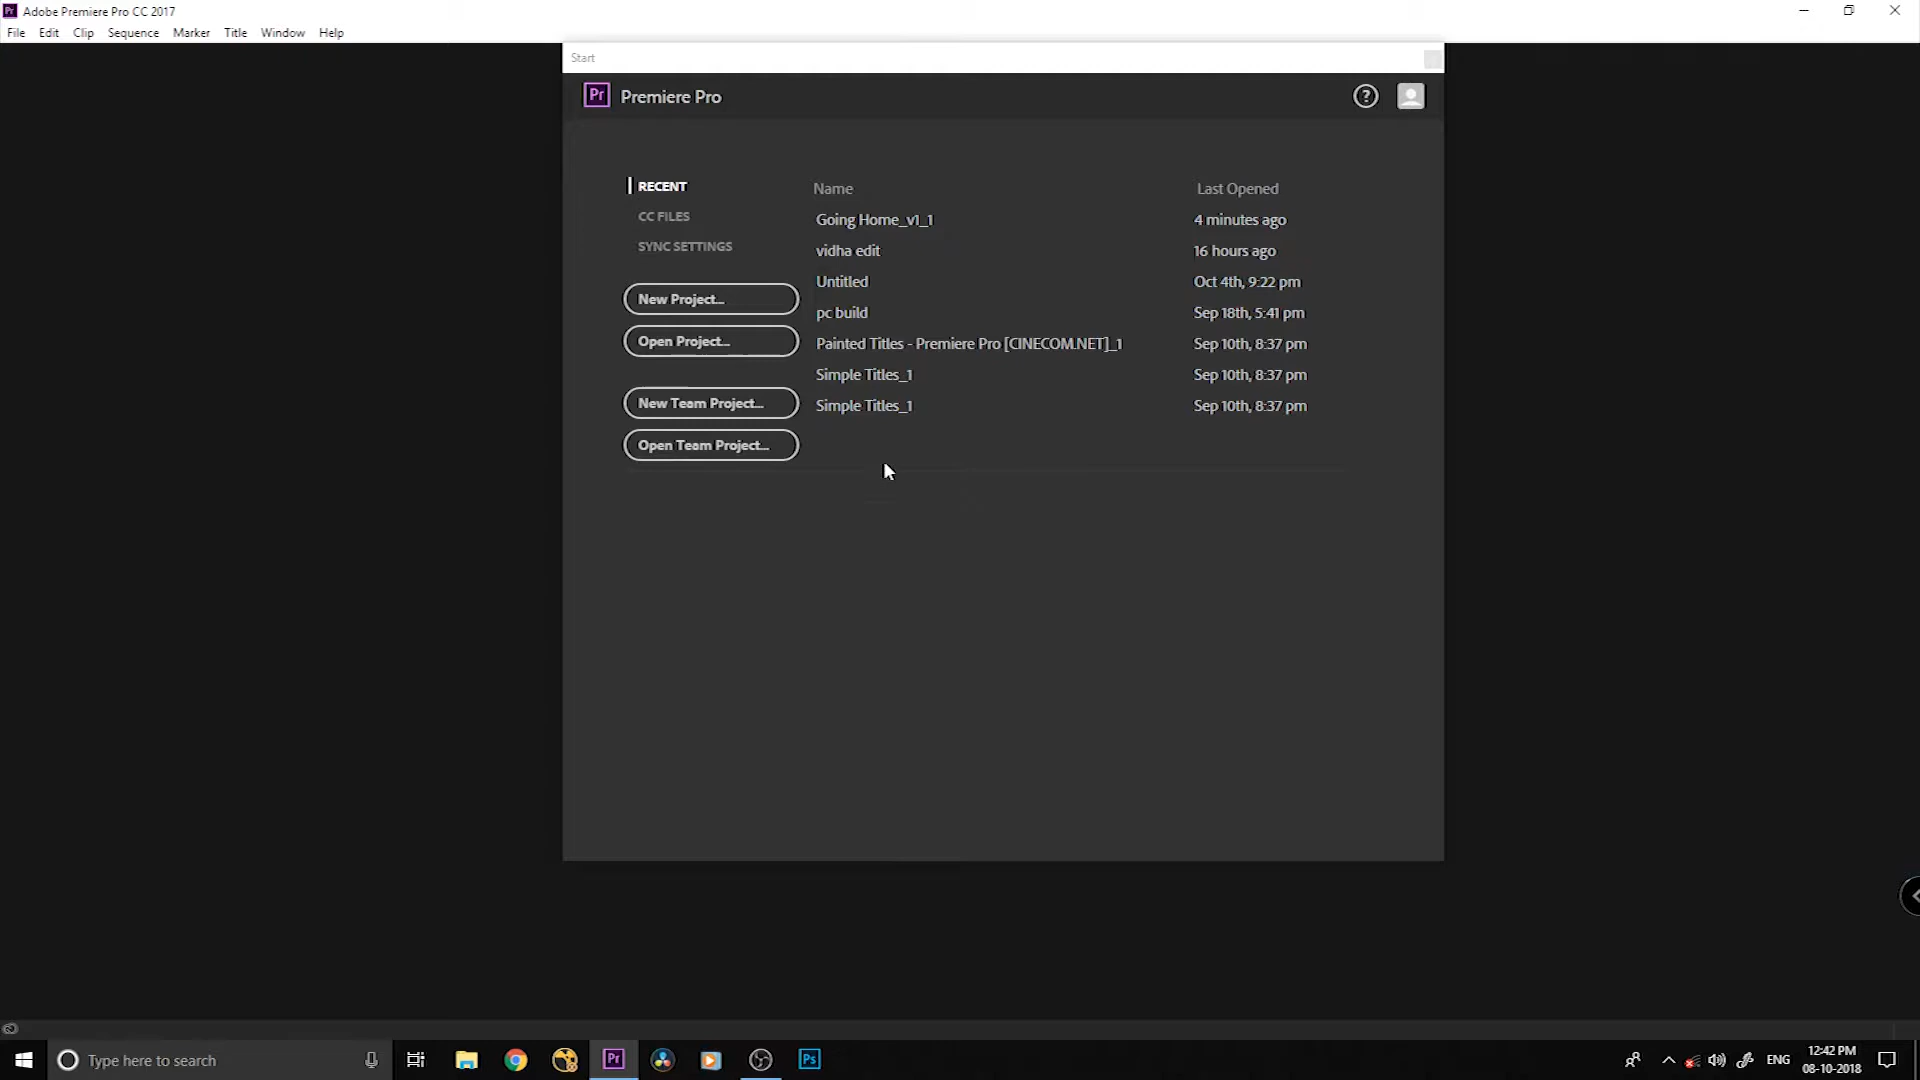 Adobe Premiere Pro CC 2017
File Edit Clip Sequence Marker Title Window Help
Start
Pr Premiere Pro
RECENT
CC FILES
SYNC SETTINGS
New Project...
Open Project...
New Team Project...
Open Team Project...
Name Last Opened
Going Home_v1_1 4 minutes ago
vidha edit 16 hours ago
Untitled Oct 4th, 9:22 pm
pc build Sep 18th, 5:41 pm
Painted Titles - Premiere Pro [CINECOM.NET]_1 Sep 10th, 8:37 pm
Simple Titles_1 Sep 10th, 8:37 pm
Simple Titles_1 Sep 10th, 8:37 pm
Type here to search
Pr
Ps
ENG
12:42 PM
08-10-2018